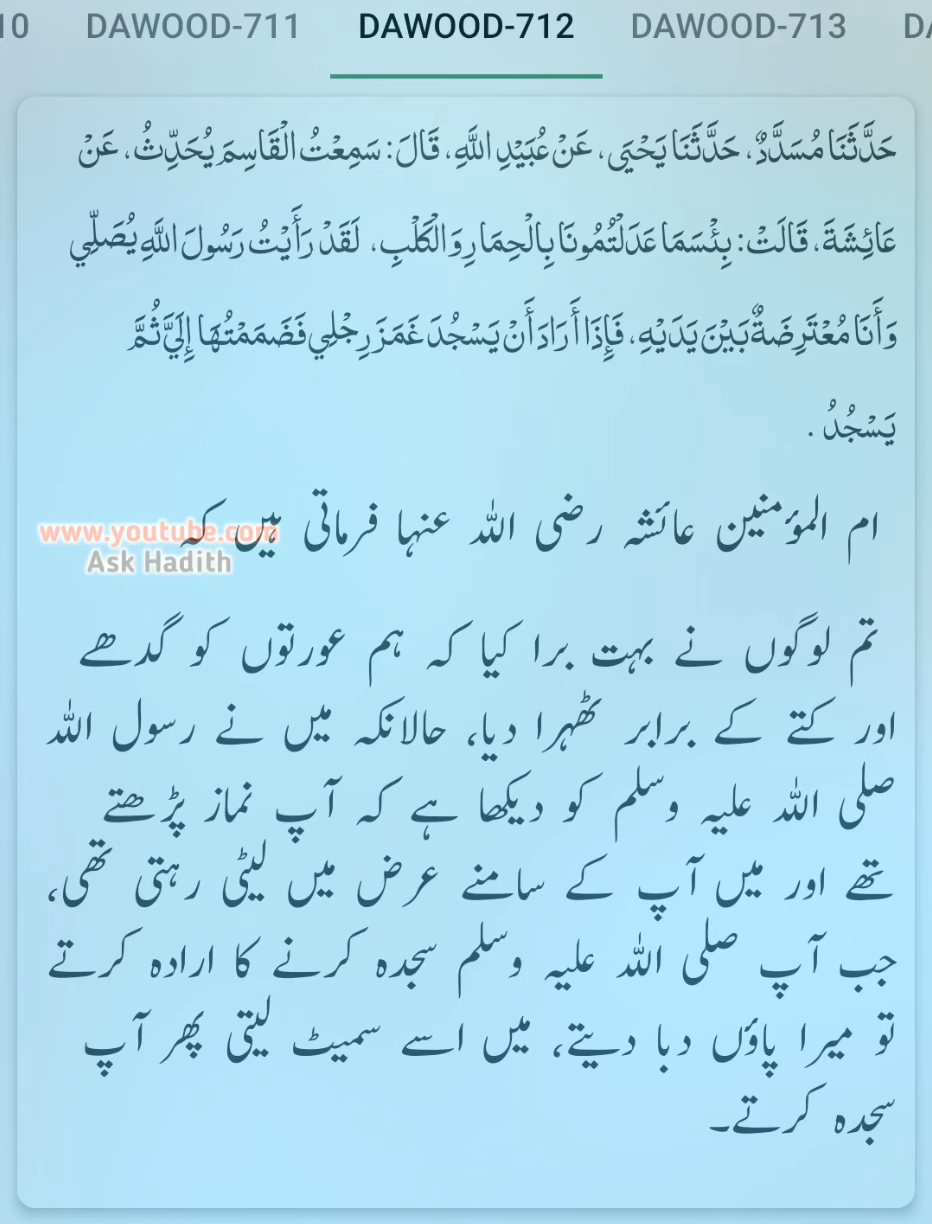 10 DAWOOD-711 DAWOOD-712 DAWOOD-713 DA
حَدَّثَنَا مُسَدَّدٌ، حَدَّثَنَا يَحْيَى، عَنْ عُبَيْدِ اللَّهِ، قَالَ: سَمِعْتُ الْقَاسِمَ يُحَدِّثُ، عَنْ
عَائِشَةَ، قَالَتْ: بِئْسَمَا عَدَلْتُمُونَا بِالْحِمَارِ وَالْكَلْبِ، لَقَدْ رَأَيْتُ رَسُولَ اللَّهِ يُصَلِّي
وَأَنَا مُعْتَرِضَةٌ بَيْنَ يَدَيْهِ، فَإِذَا أَرَادَ أَنْ يَسْجُدَ غَمَزَ رِجْلِي فَضَمَمْتُهَا إِلَيَّ ثُمَّ
يَسْجُدُ .
ام المؤمنین عائشہ رضی اللہ عنہا فرماتی ہیں کہ
www.youtube.com
Ask Hadith
تم لوگوں نے بہت برا کیا کہ ہم عورتوں کو گدھے
اور کتے کے برابر ٹھہرا دیا، حالانکہ میں نے رسول اللہ
صلی اللہ علیہ وسلم کو دیکھا ہے کہ آپ نماز پڑھتے
تھے اور میں آپ کے سامنے عرض میں لیٹی رہتی تھی،
جب آپ صلی اللہ علیہ وسلم سجدہ کرنے کا ارادہ کرتے
تو میرا پاؤں دبا دیتے، میں اسے سمیٹ لیتی پھر آپ
سجدہ کرتے۔